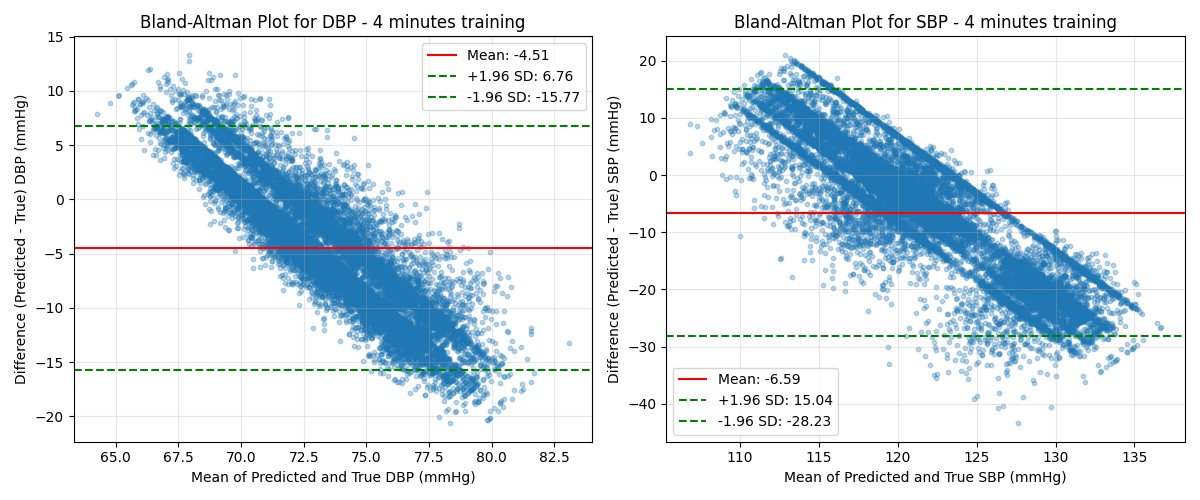 Bland-Altman Plot for DBP - 4 minutes training
Difference (Predicted - True) DBP (mmHg)
15
10
5
0
−5
−10
−15
−20
Mean: -4.51
+1.96 SD: 6.76
-1.96 SD: -15.77
65.0 67.5 70.0 72.5 75.0 77.5 80.0 82.5
Mean of Predicted and True DBP (mmHg)
Bland-Altman Plot for SBP - 4 minutes training
Difference (Predicted - True) SBP (mmHg)
20
10
0
−10
−20
−30
−40
Mean: -6.59
+1.96 SD: 15.04
-1.96 SD: -28.23
110 115 120 125 130 135
Mean of Predicted and True SBP (mmHg)